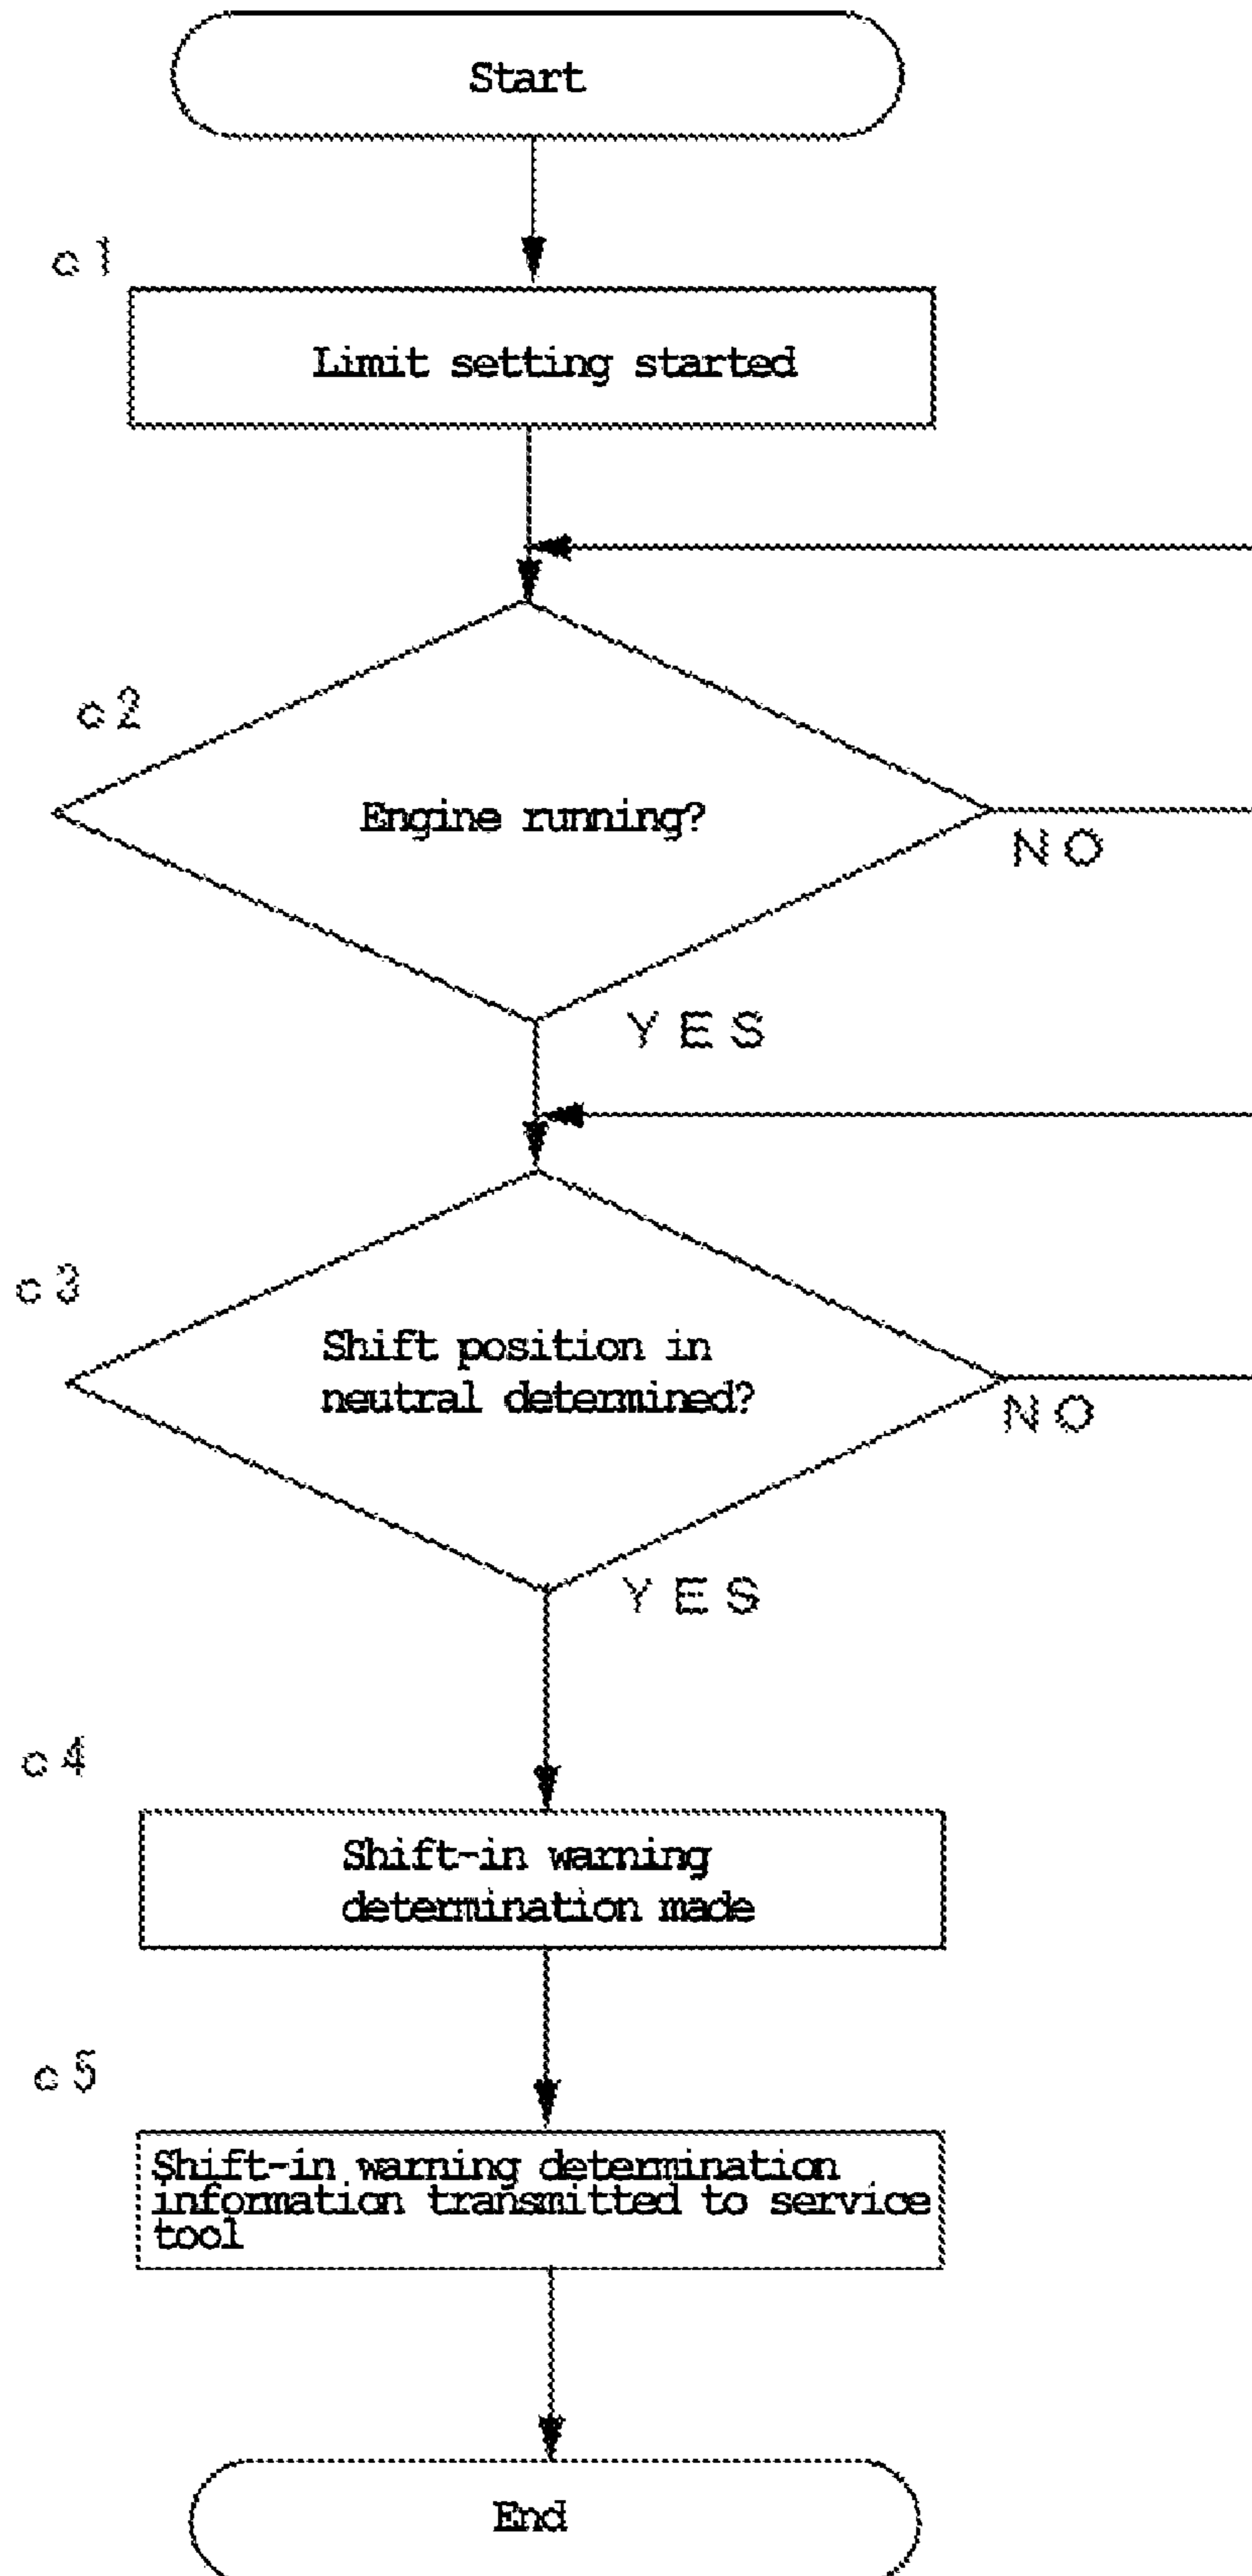 Start
c1
Limit setting started
c2
Engine running?
NO
YES
c3
Shift position in
neutral determined?
NO
YES
c4
Shift-in warning
determination made
c5
Shift-in warning determination
information transmitted to service
tool
End